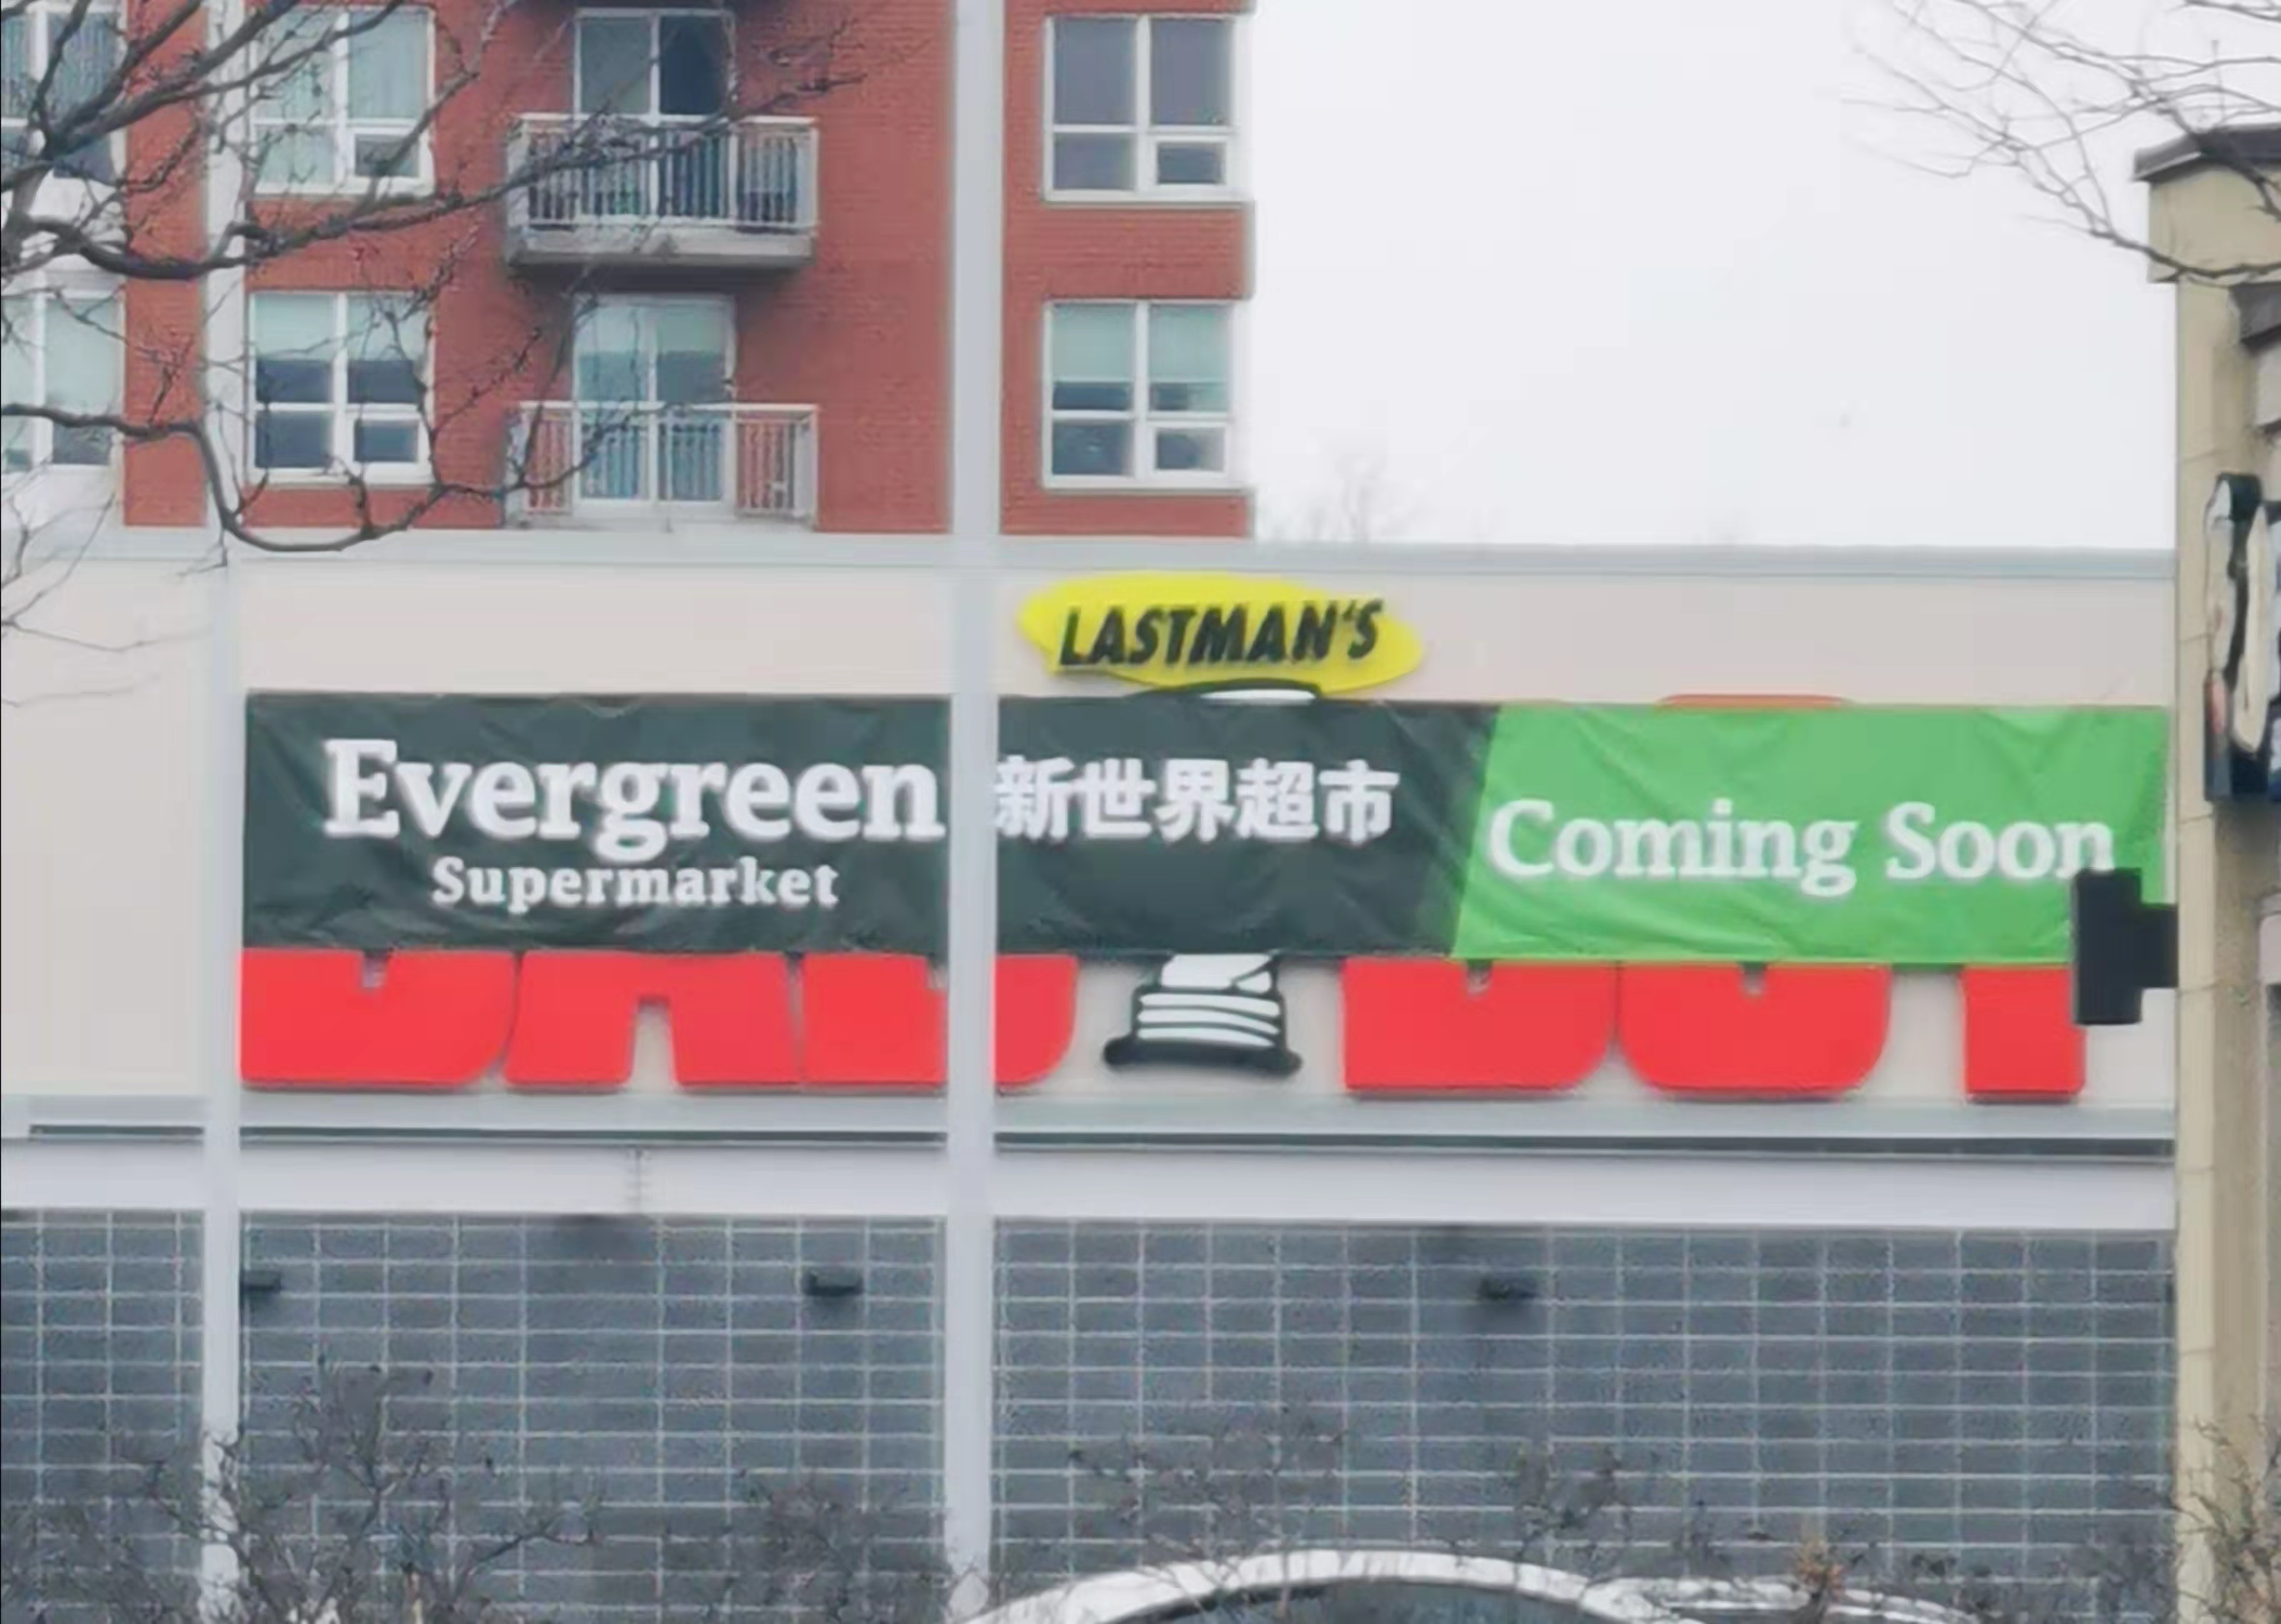 LASTMAN'S
Evergreen 新世界超市
Supermarket
Coming Soon